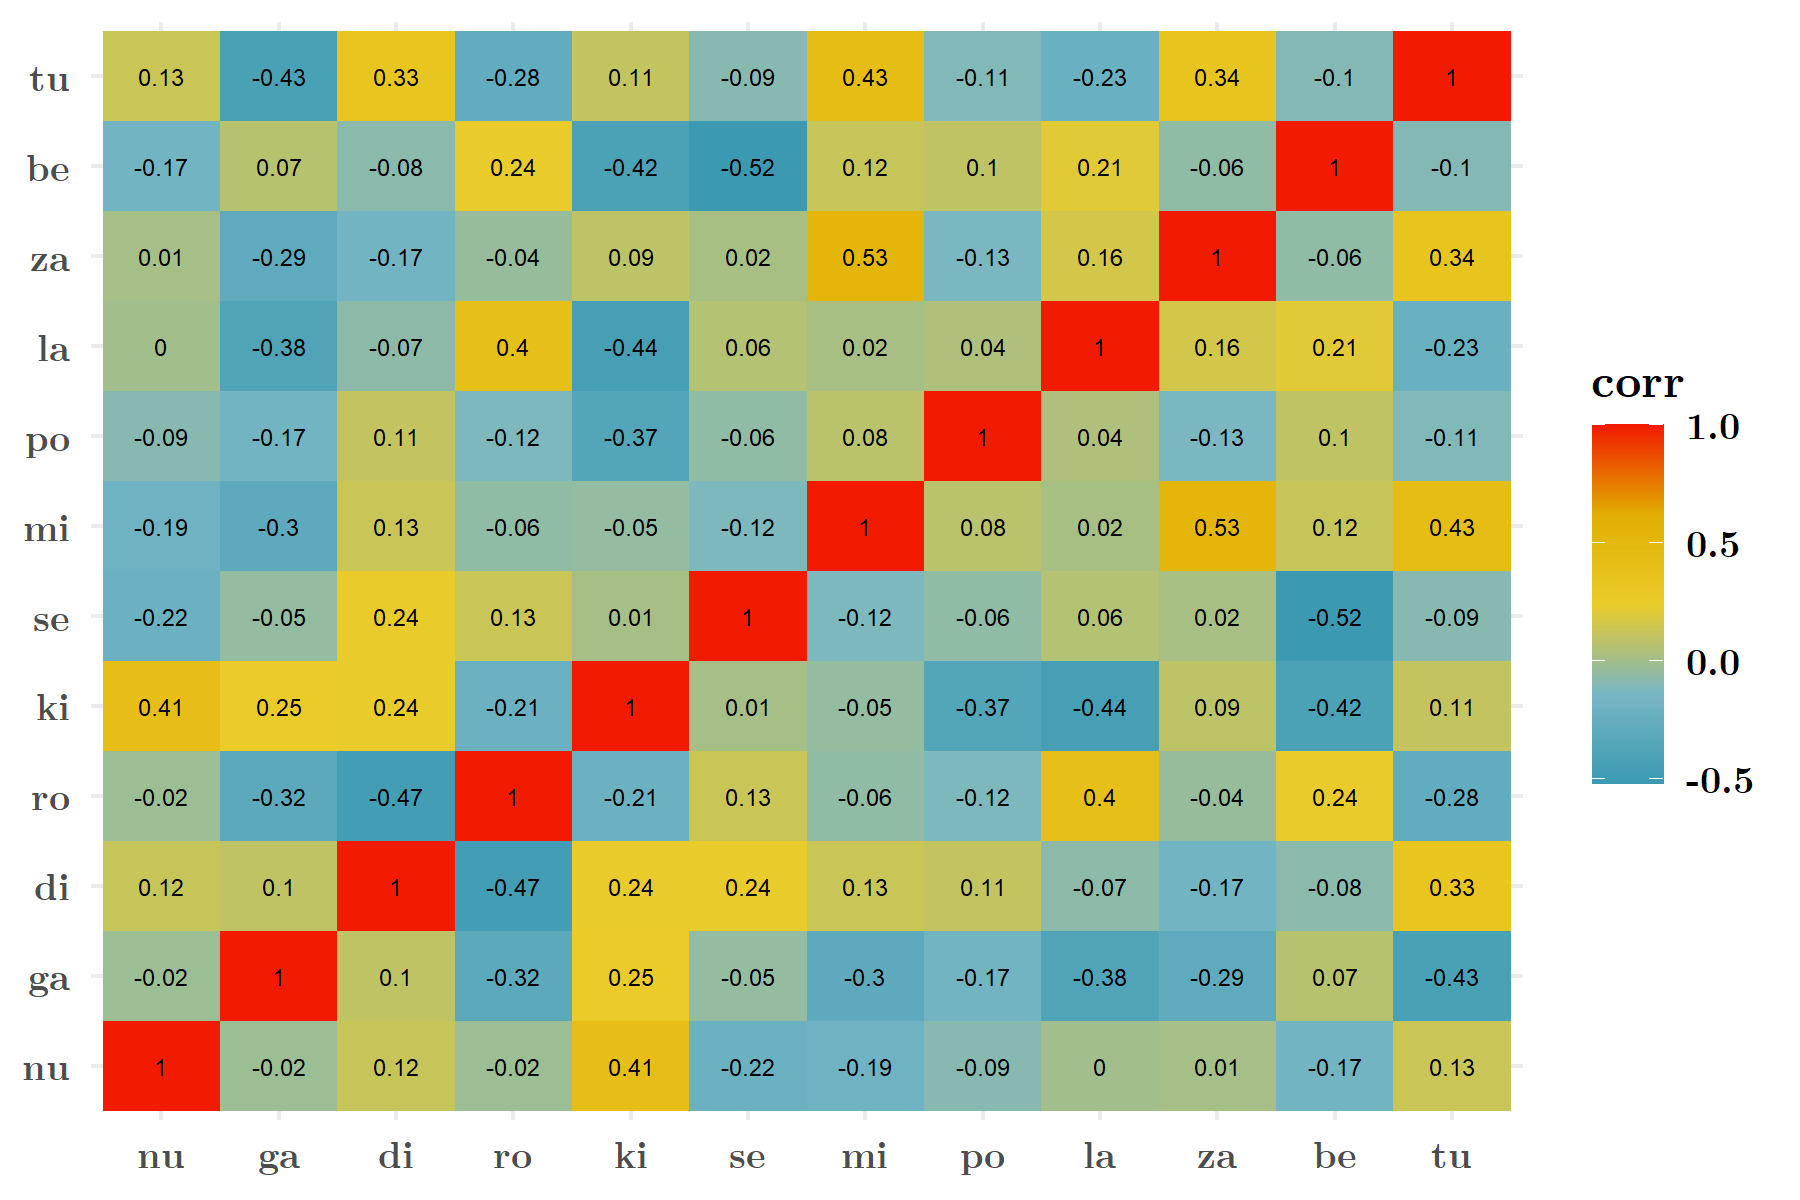 tu 0.13 -0.43 0.33 -0.28 0.11 -0.09 0.43 -0.11 -0.23 0.34 -0.1 1
be -0.17 0.07 -0.08 0.24 -0.42 -0.52 0.12 0.1 0.21 -0.06 1 -0.1
za 0.01 -0.29 -0.17 -0.04 0.09 0.02 0.53 -0.13 0.16 1 -0.06 0.34
la 0 -0.38 -0.07 0.4 -0.44 0.06 0.02 0.04 1 0.16 0.21 -0.23
po -0.09 -0.17 0.11 -0.12 -0.37 -0.06 0.08 1 0.04 -0.13 0.1 -0.11
mi -0.19 -0.3 0.13 -0.06 -0.05 -0.12 1 0.08 0.02 0.53 0.12 0.43
se -0.22 -0.05 0.24 0.13 0.01 1 -0.12 -0.06 0.06 0.02 -0.52 -0.09
ki 0.41 0.25 0.24 -0.21 1 0.01 -0.05 -0.37 -0.44 0.09 -0.42 0.11
ro -0.02 -0.32 -0.47 1 -0.21 0.13 -0.06 -0.12 0.4 -0.04 0.24 -0.28
di 0.12 0.1 1 -0.47 0.24 0.24 0.13 0.11 -0.07 -0.17 -0.08 0.33
ga -0.02 1 0.1 -0.32 0.25 -0.05 -0.3 -0.17 -0.38 -0.29 0.07 -0.43
nu 1 -0.02 0.12 -0.02 0.41 -0.22 -0.19 -0.09 0 0.01 -0.17 0.13
nu ga di ro ki se mi po la za be tu
corr
1.0
0.5
0.0
-0.5